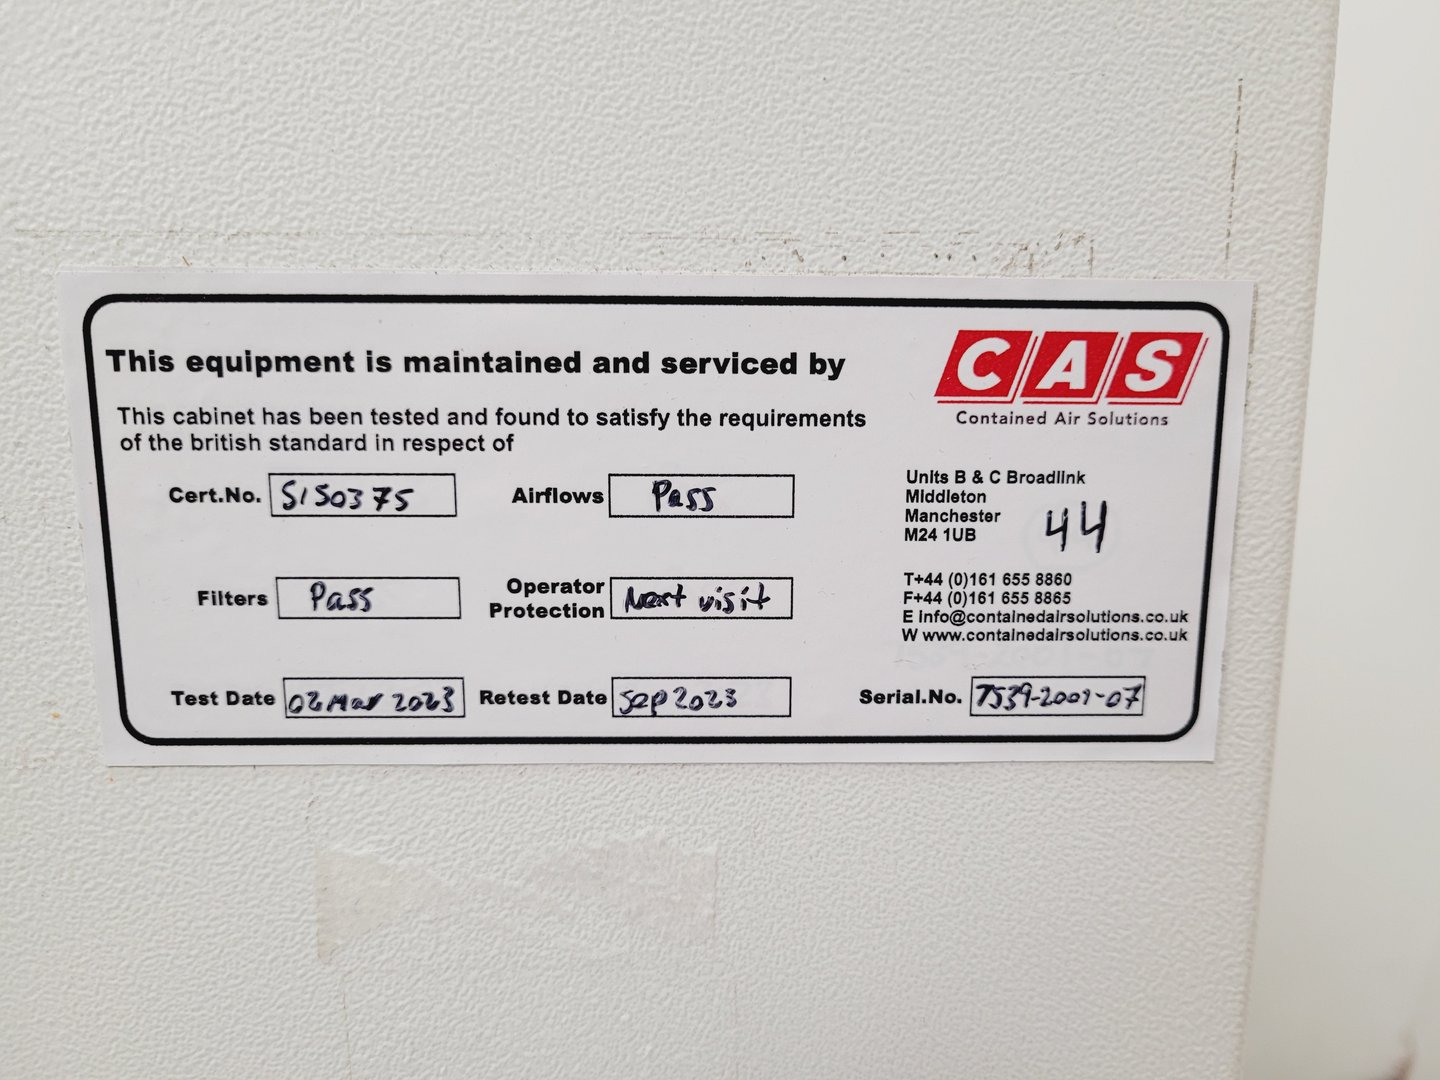 This equipment is maintained and serviced by
CAS
Contained Air Solutions
This cabinet has been tested and found to satisfy the requirements
of the british standard in respect of
Cert.No. S150375
Airflows Pass
Filters Pass
Operator
Protection Next visit
Test Date 02 Mar 2023
Retest Date Sep 2023
Units B & C Broadlink
Middleton
Manchester
M24 1UB
44
T+44 (0)161 655 8860
F+44 (0)161 655 8865
E info@containedairsolutions.co.uk
W www.containedairsolutions.co.uk
Serial.No. 7539-2001-07